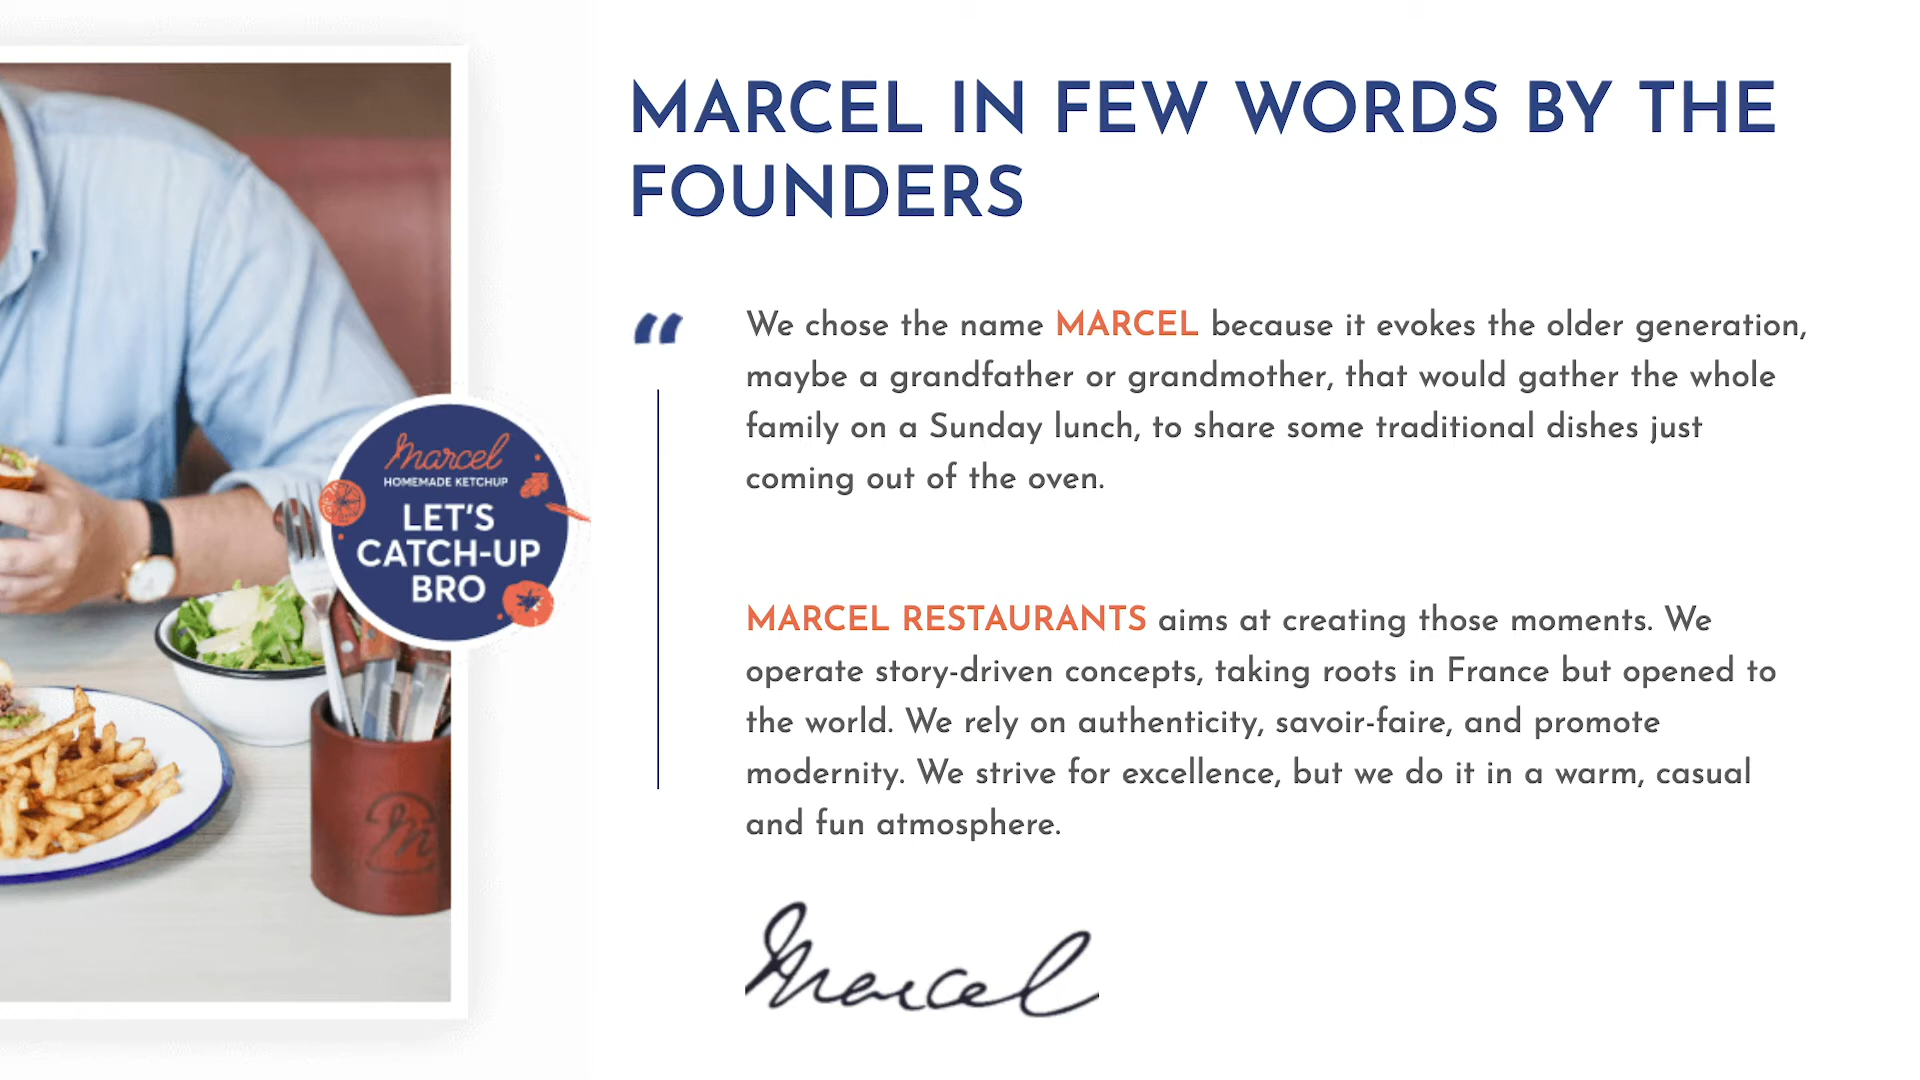 MARCEL IN FEW WORDS BY THE
FOUNDERS
“
We chose the name MARCEL because it evokes the older generation,
maybe a grandfather or grandmother, that would gather the whole
family on a Sunday lunch, to share some traditional dishes just
coming out of the oven.
MARCEL RESTAURANTS aims at creating those moments. We
operate story-driven concepts, taking roots in France but opened to
the world. We rely on authenticity, savoir-faire, and promote
modernity. We strive for excellence, but we do it in a warm, casual
and fun atmosphere.
Marcel
Marcel
HOMEMADE KETCHUP
LET'S
CATCH-UP
BRO
M